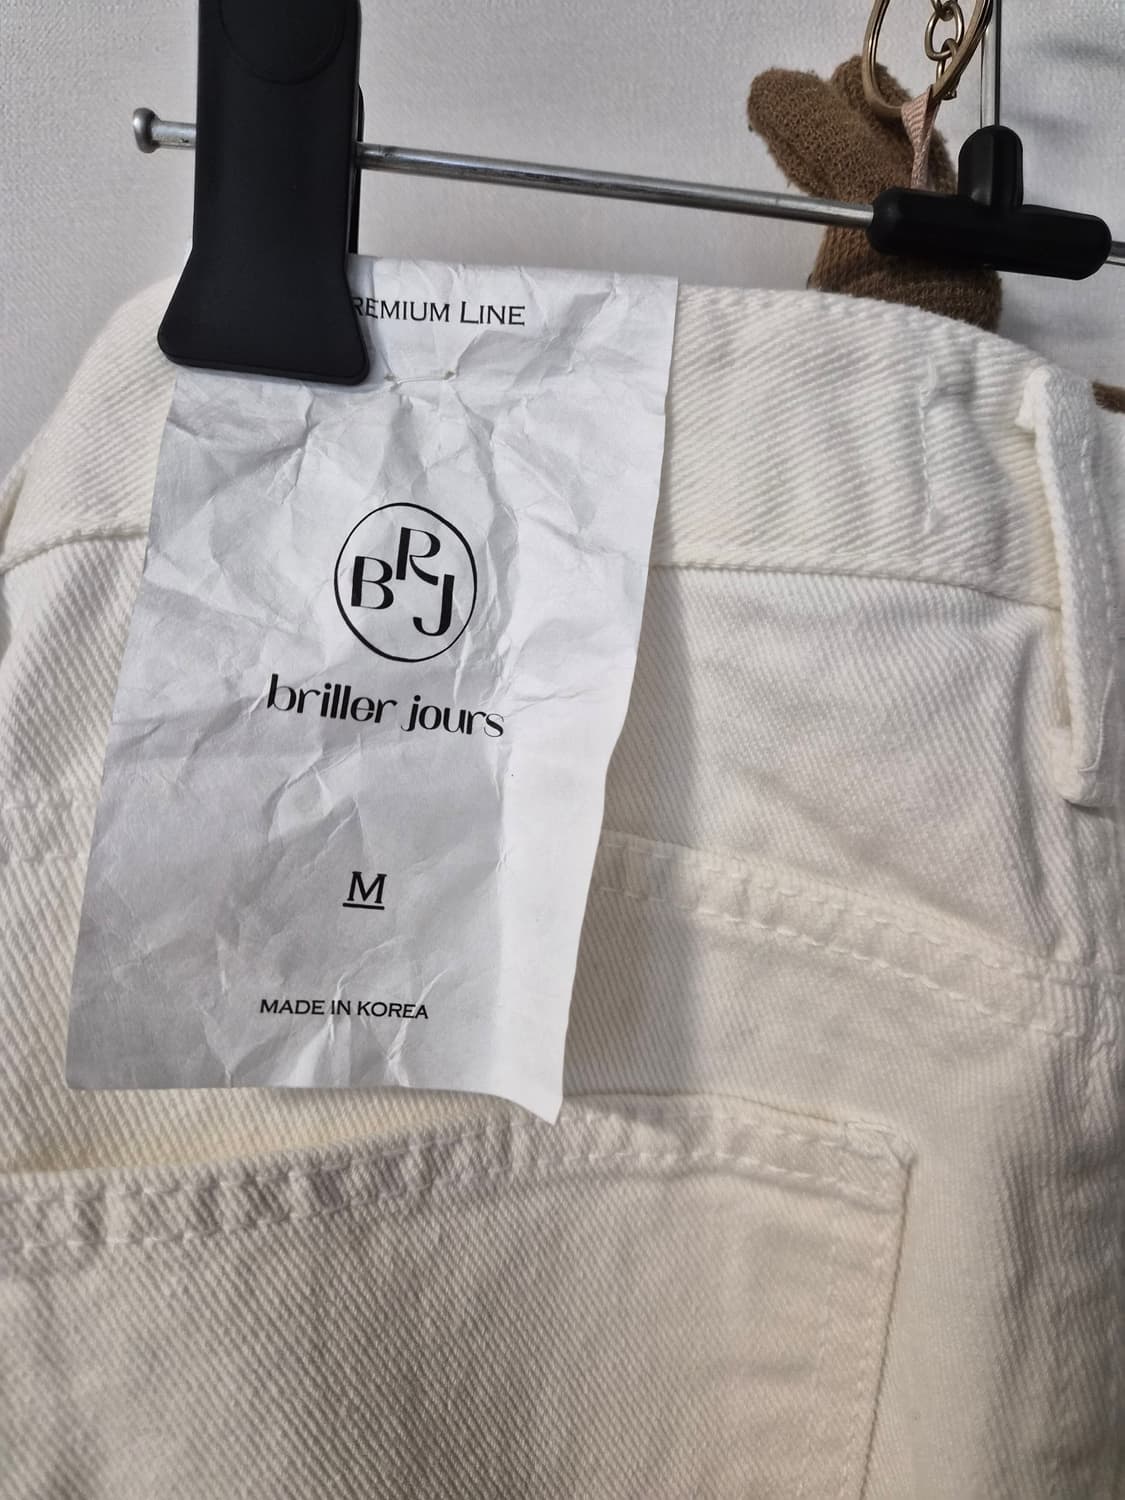 REMIUM LINE
BRJ
briller jours
M
MADE IN KOREA